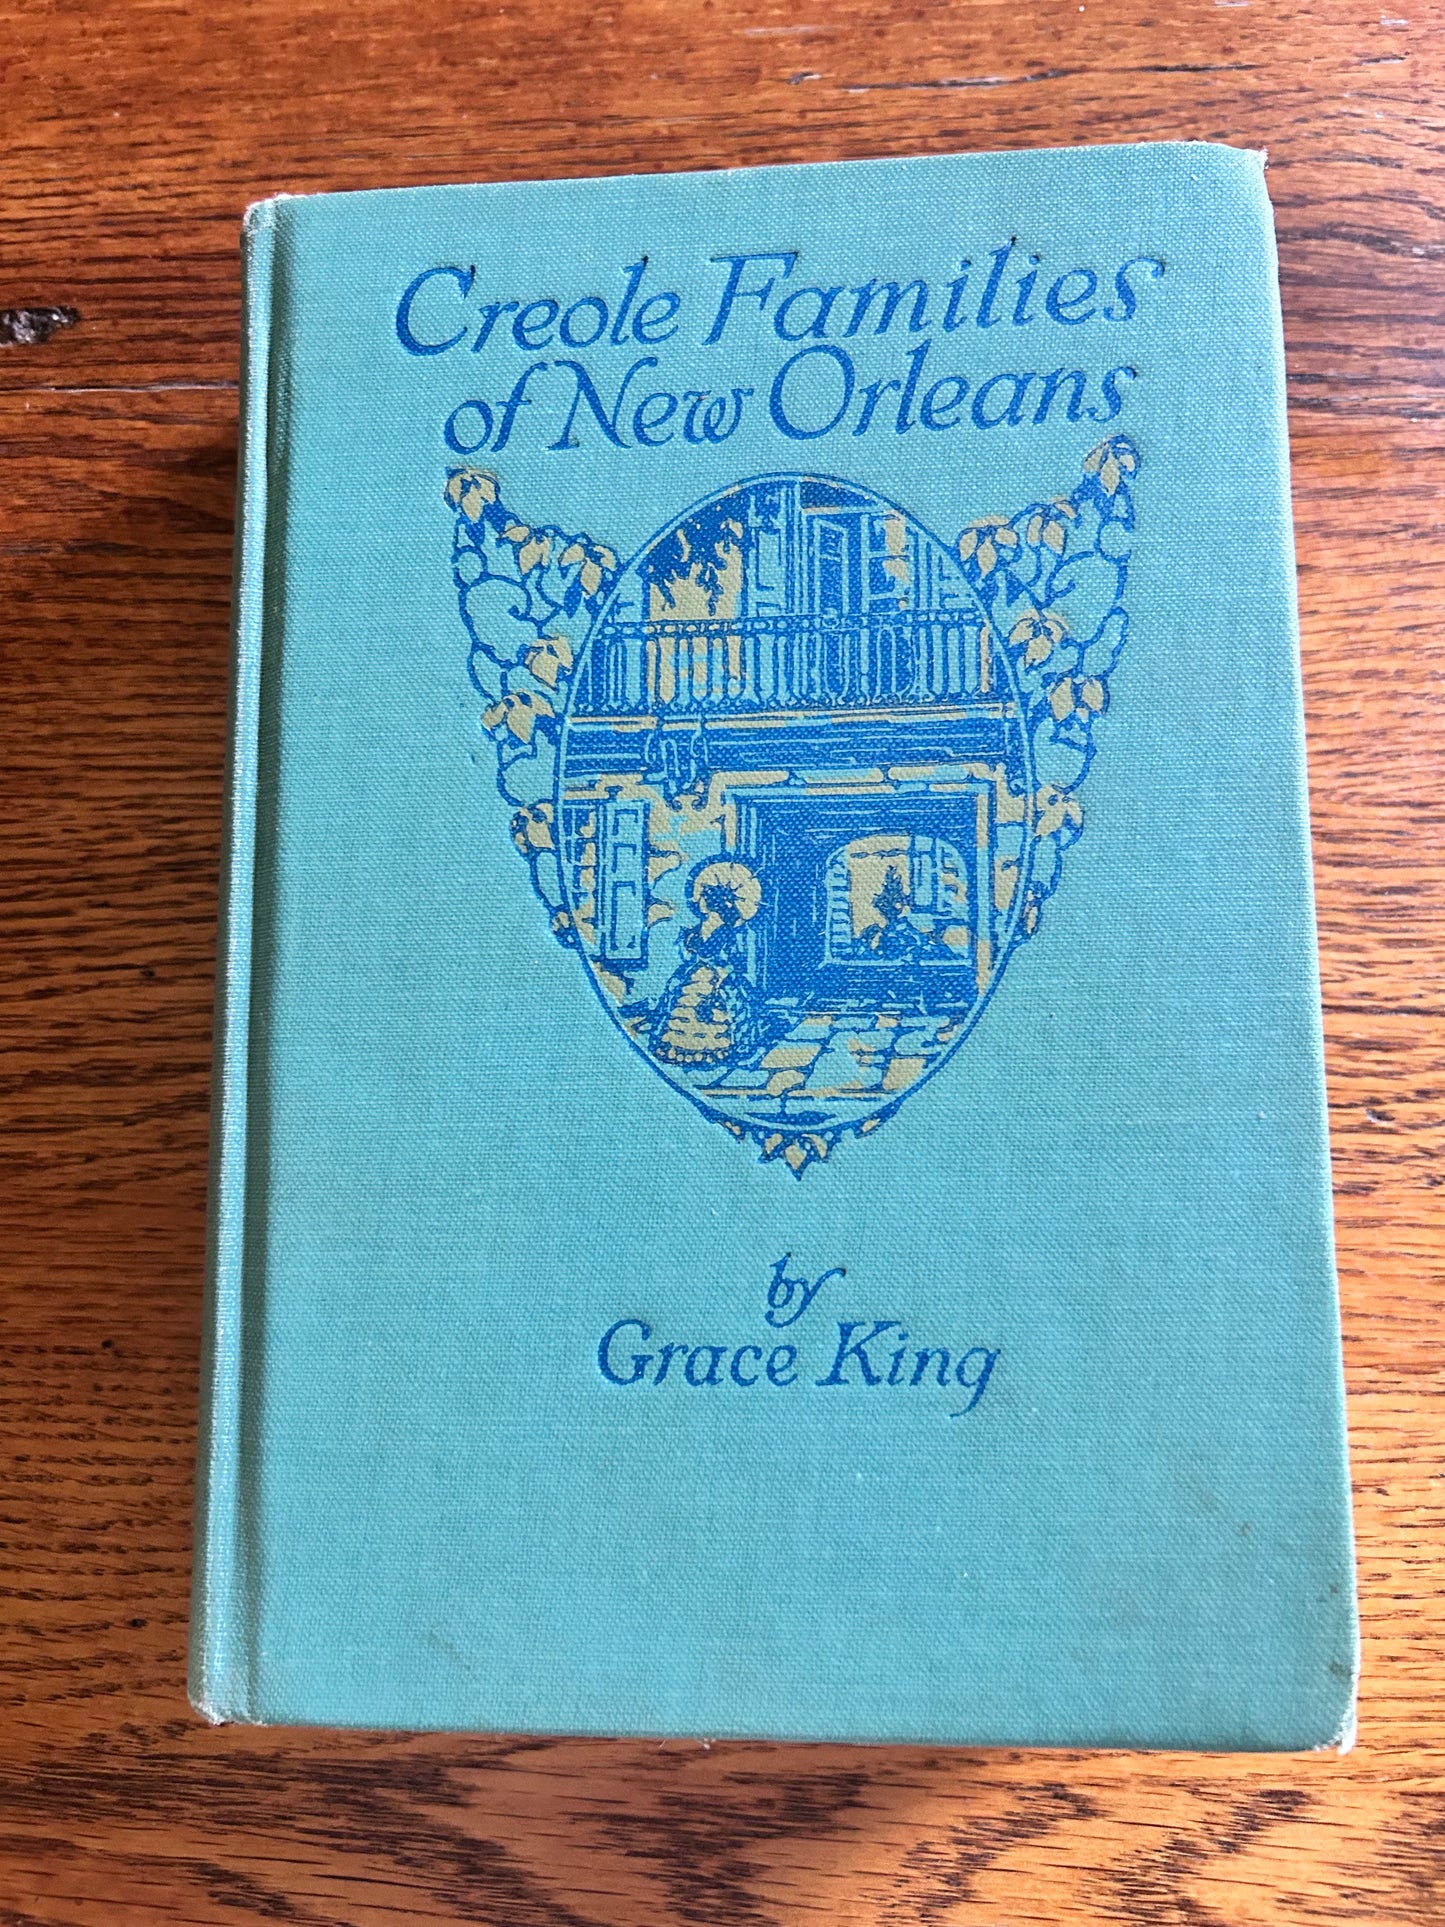 Creole Families
of New Orleans
by
Grace King